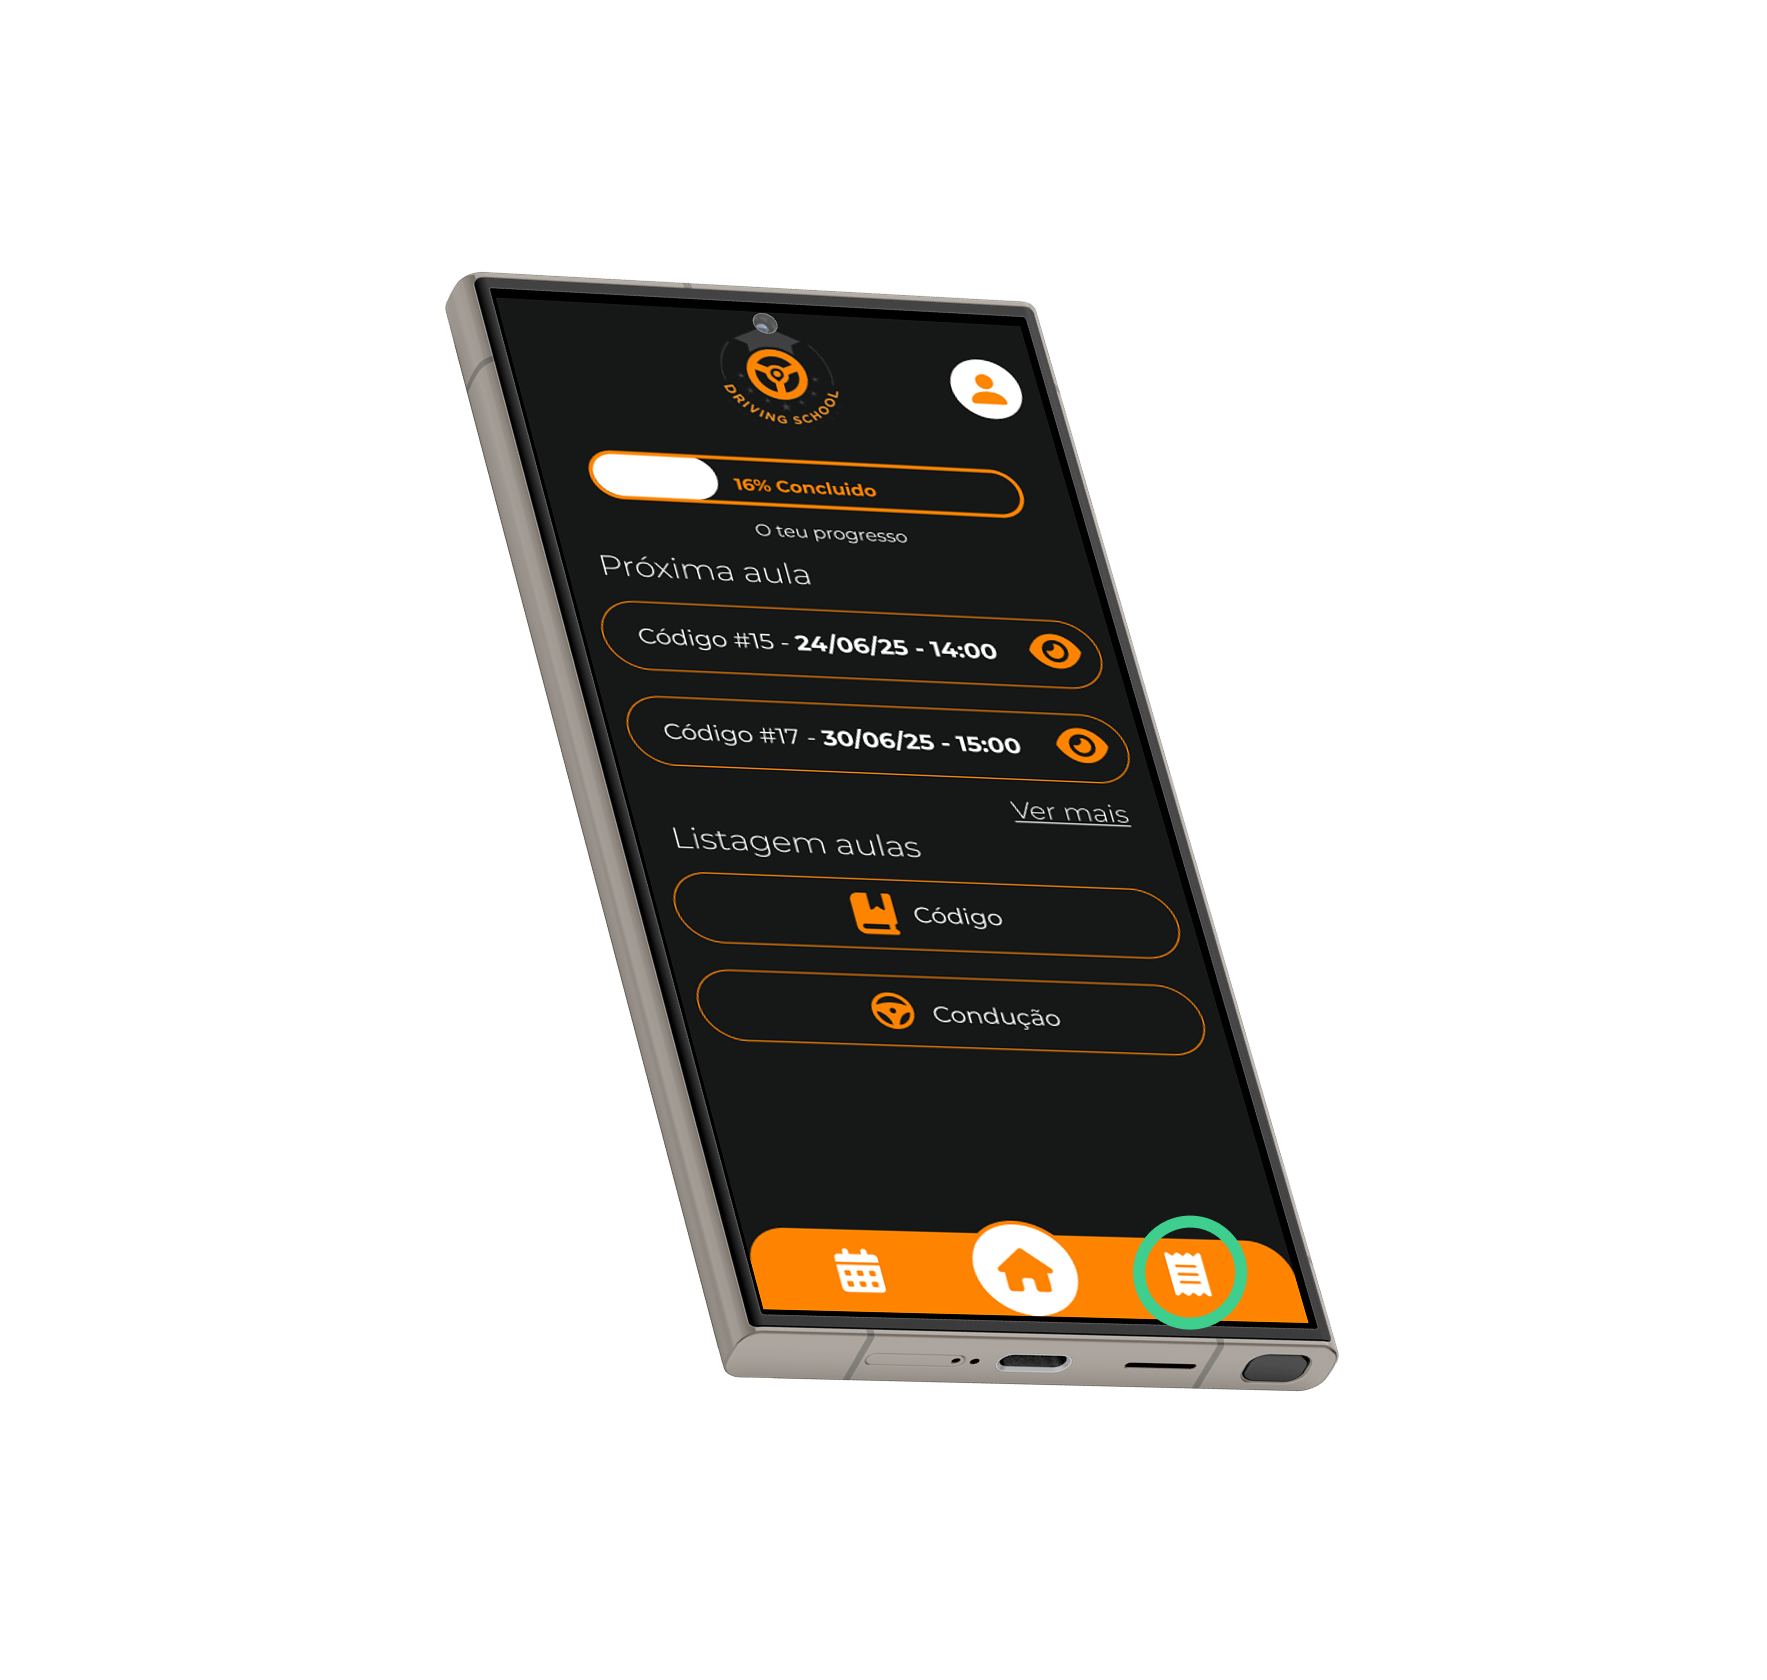 DRIVING SCHOOL
16% Concluido
O teu progresso
Próxima aula
Código #15 - 24/06/25 - 14:00
Código #17 - 30/06/25 - 15:00
Ver mais
Listagem aulas
Código
Condução